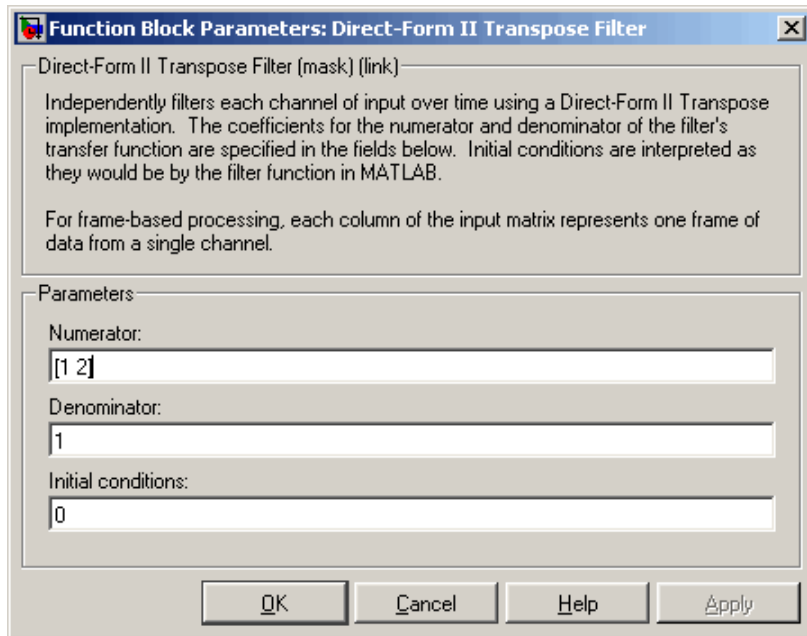 Function Block Parameters: Direct-Form II Transpose Filter
Direct-Form II Transpose Filter (mask) (link)
Independently filters each channel of input over time using a Direct-Form II Transpose
implementation.  The coefficients for the numerator and denominator of the filter's
transfer function are specified in the fields below.  Initial conditions are interpreted as
they would be by the filter function in MATLAB.
For frame-based processing, each column of the input matrix represents one frame of
data from a single channel.
Parameters
Numerator:
[1 2]
Denominator:
1
Initial conditions:
0
OK Cancel Help Apply